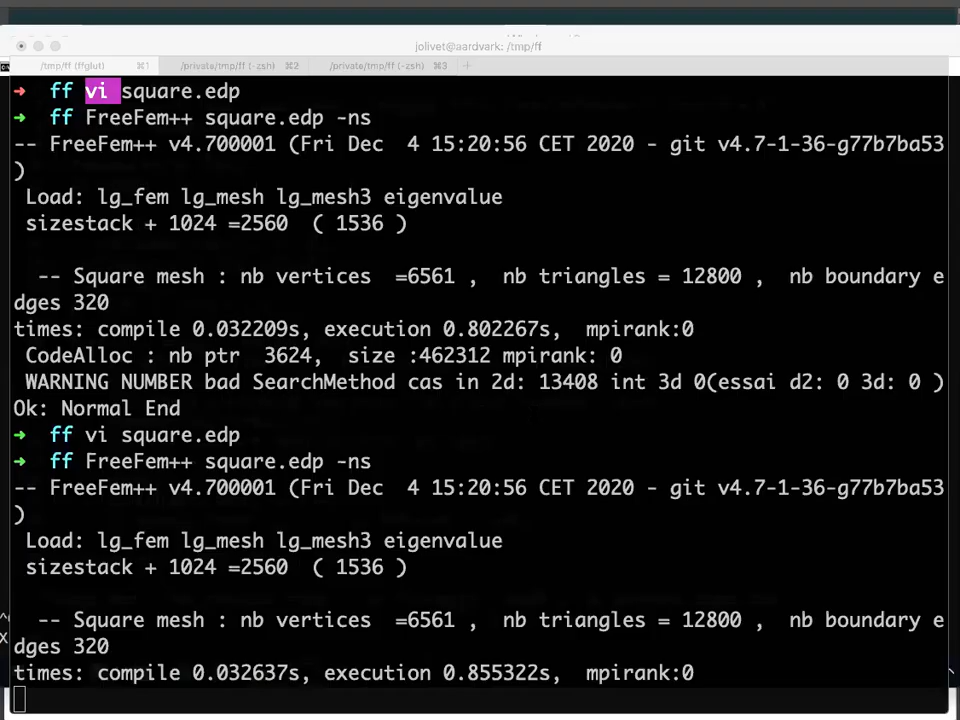 jolivet@aardvark: /tmp/ff
/tmp/ff (ffglut) ⌘1 /private/tmp/ff (-zsh) ⌘2 /private/tmp/ff (-zsh) ⌘3 +
→ ff vi square.edp
→ ff FreeFem++ square.edp -ns
-- FreeFem++ v4.700001 (Fri Dec  4 15:20:56 CET 2020 - git v4.7-1-36-g77b7ba53
)
 Load: lg_fem lg_mesh lg_mesh3 eigenvalue
 sizestack + 1024 =2560  ( 1536 )
  -- Square mesh : nb vertices  =6561 ,  nb triangles = 12800 ,  nb boundary e
dges 320
times: compile 0.032209s, execution 0.802267s,  mpirank:0
 CodeAlloc : nb ptr  3624,  size :462312 mpirank: 0
 WARNING NUMBER bad SearchMethod cas in 2d: 13408 int 3d 0(essai d2: 0 3d: 0 )
Ok: Normal End
→ ff vi square.edp
→ ff FreeFem++ square.edp -ns
-- FreeFem++ v4.700001 (Fri Dec  4 15:20:56 CET 2020 - git v4.7-1-36-g77b7ba53
)
 Load: lg_fem lg_mesh lg_mesh3 eigenvalue
 sizestack + 1024 =2560  ( 1536 )
  -- Square mesh : nb vertices  =6561 ,  nb triangles = 12800 ,  nb boundary e
dges 320
times: compile 0.032637s, execution 0.855322s,  mpirank:0